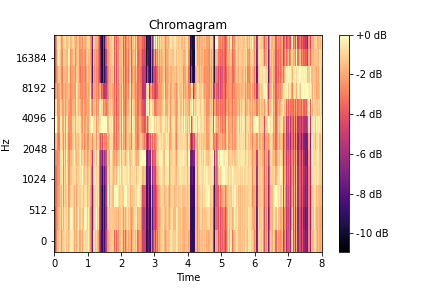 Chromagram
Hz
16384
8192
4096
2048
1024
512
0
0 1 2 3 4 5 6 7 8
Time
+0 dB
-2 dB
-4 dB
-6 dB
-8 dB
-10 dB